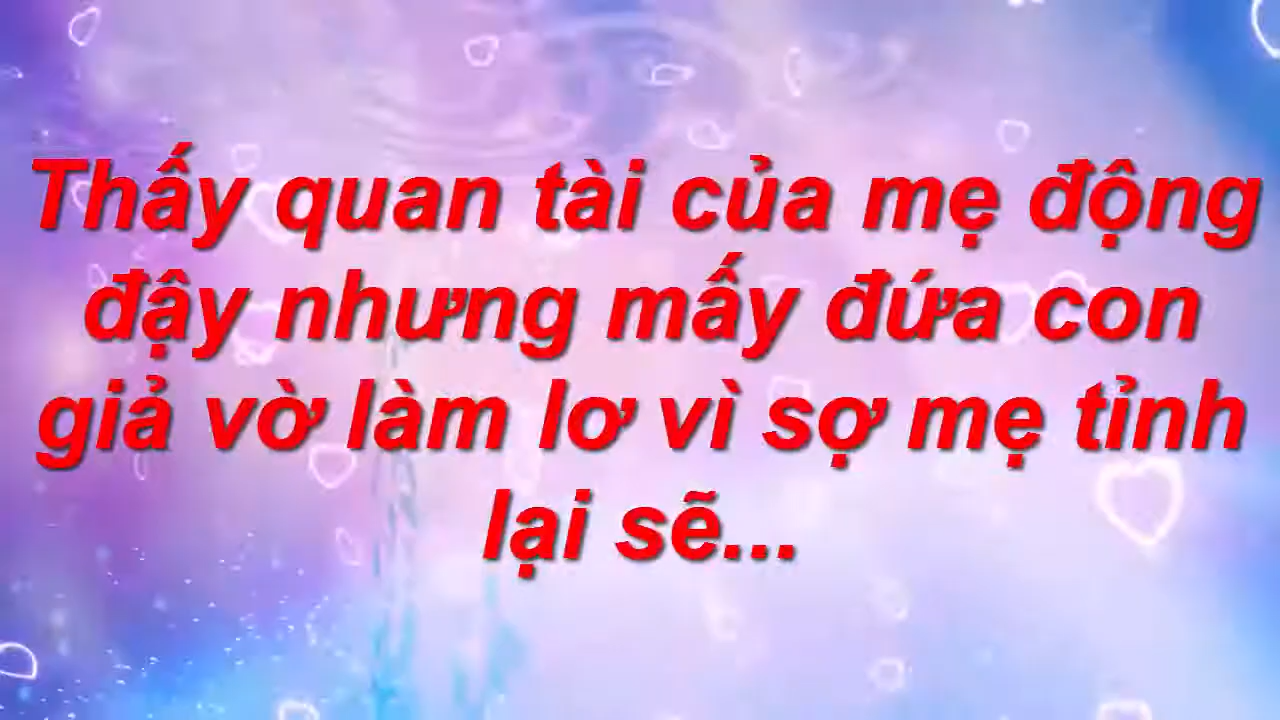 Thấy quan tài của mẹ động
đậy nhưng mấy đứa con
giả vờ làm lơ vì sợ mẹ tỉnh
lại sẽ...